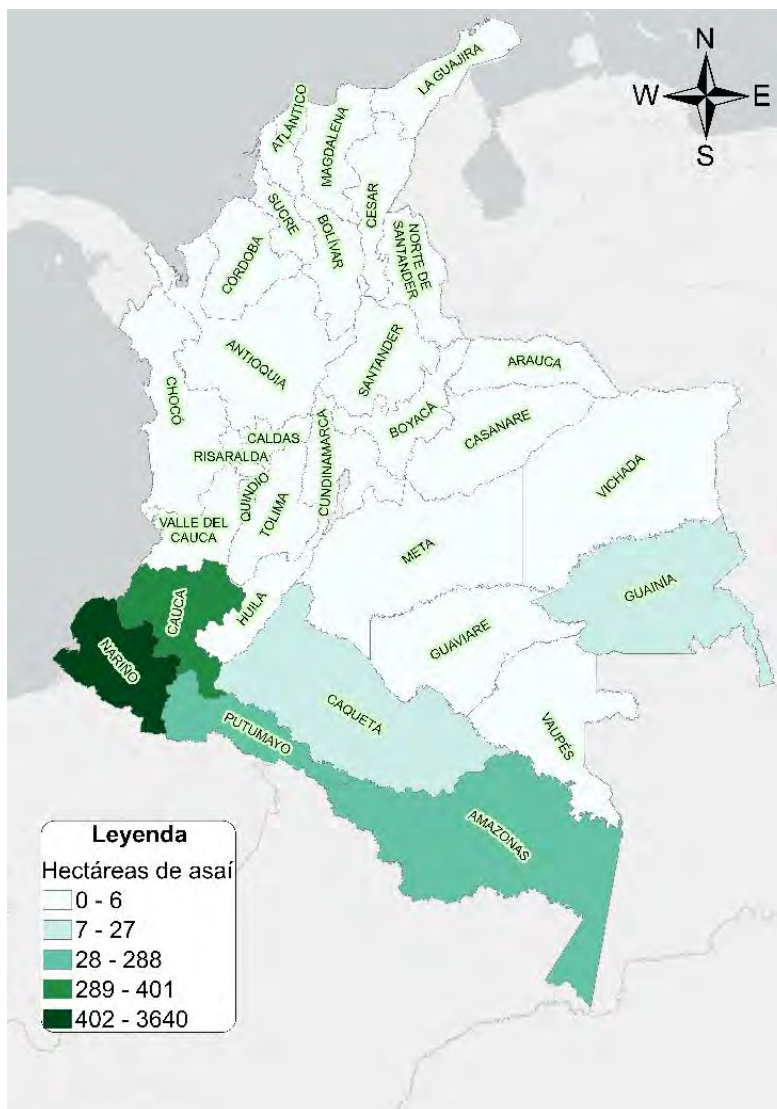 N
W
E
S
LA GUAJIRA
ATLÁNTICO
MAGDALENA
CESAR
SUCRE
BOLÍVAR
NORTE DE
SANTANDER
CÓRDOBA
ANTIOQUIA
SANTANDER
ARAUCA
CHOCÓ
BOYACÁ
CASANARE
CALDAS
CUNDINAMARCA
RISARALDA
VICHADA
QUINDIO
TOLIMA
VALLE DEL
CAUCA
META
GUAINÍA
CAUCA
HUILA
GUAVIARE
NARIÑO
CAQUETA
VAUPÉS
PUTUMAYO
AMAZONAS
Leyenda
Hectáreas de asaí
0 - 6
7 - 27
28 - 288
289 - 401
402 - 3640